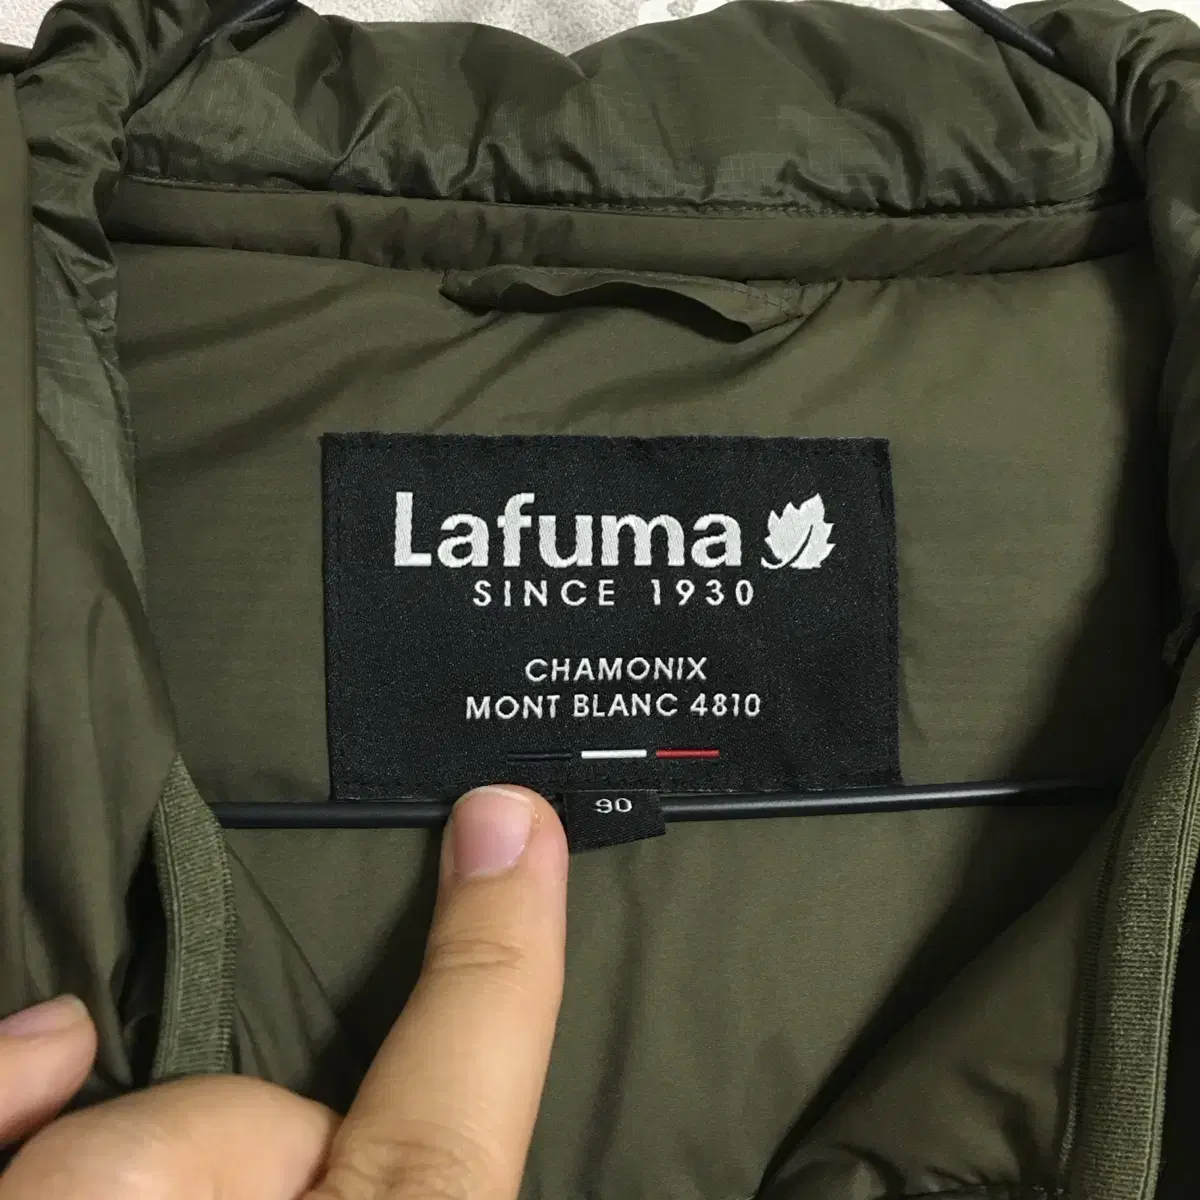 Lafuma
SINCE 1930
CHAMONIX
MONT BLANC 4810
90